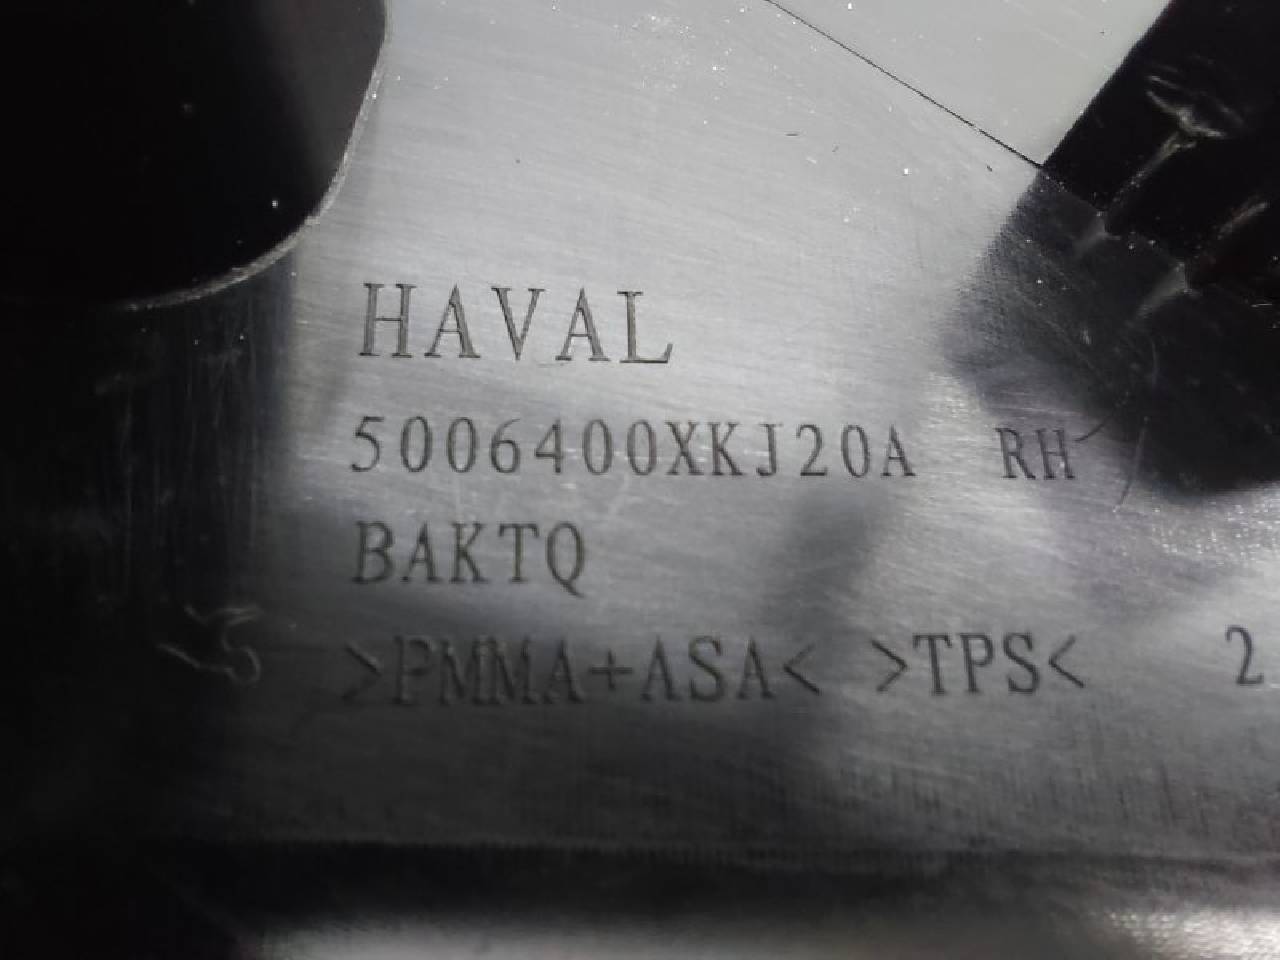 HAVAL
5006400XKJ20A RH
BAKTQ
>PMMA+ASA< >TPS< 2